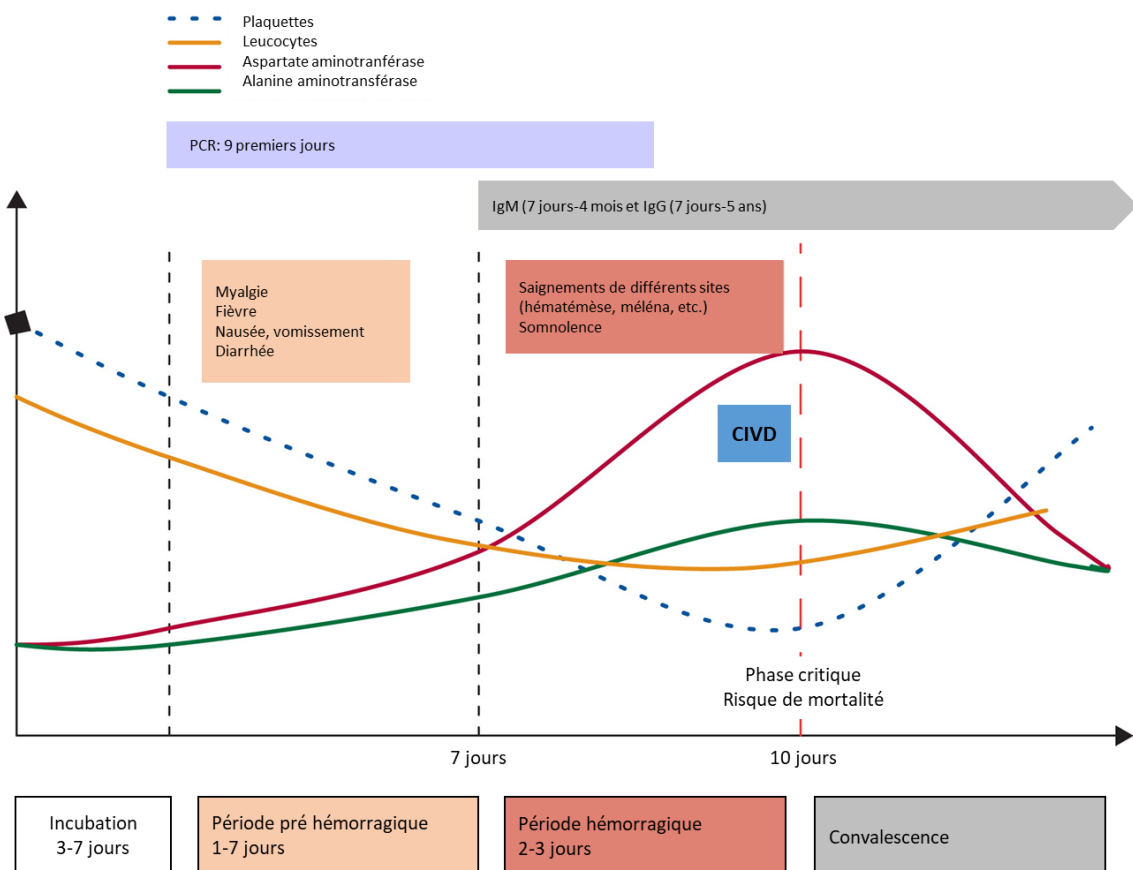 Plaquettes
Leucocytes
Aspartate aminotranférase
Alanine aminotransférase
PCR: 9 premiers jours
IgM (7 jours-4 mois et IgG (7 jours-5 ans)
Myalgie
Fièvre
Nausée, vomissement
Diarrhée
Saignements de différents sites
(hématémèse, méléna, etc.)
Somnolence
CIVD
Phase critique
Risque de mortalité
7 jours
10 jours
Incubation
3-7 jours
Période pré hémorragique
1-7 jours
Période hémorragique
2-3 jours
Convalescence